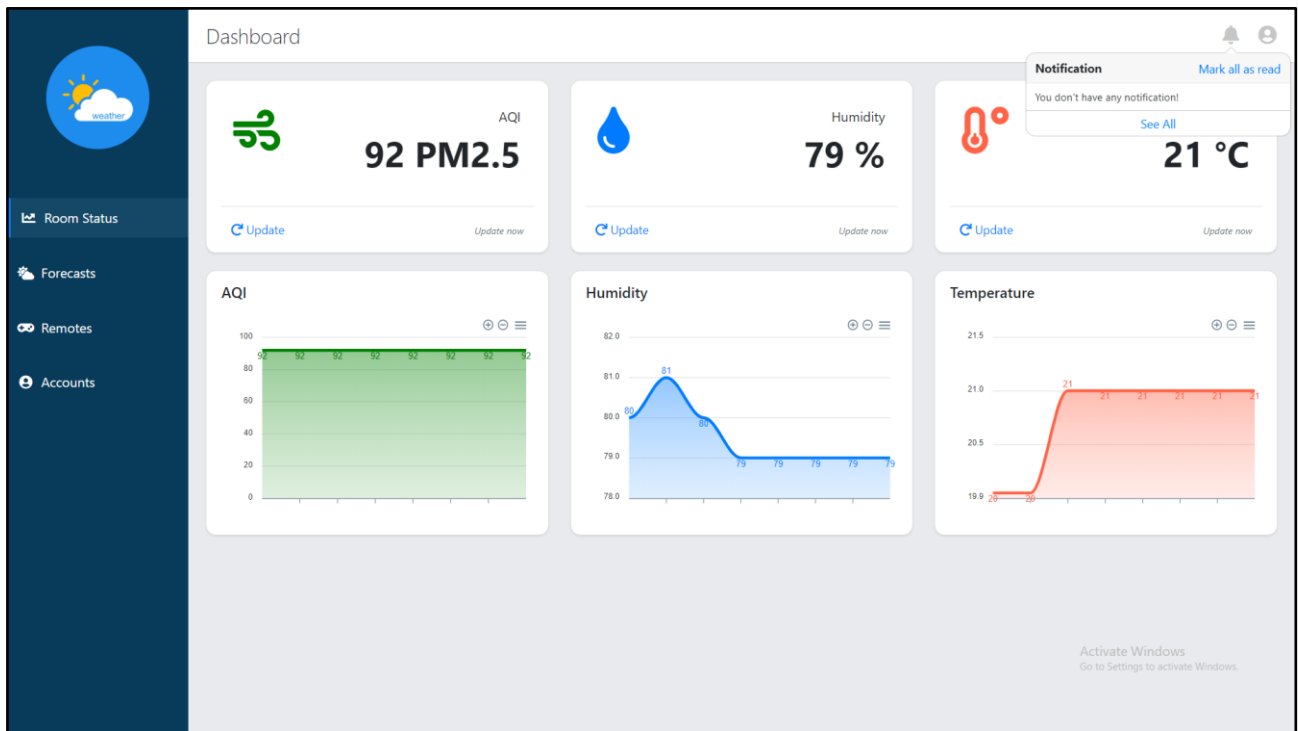 weather
Room Status
Forecasts
Remotes
Accounts
Dashboard
Notification Mark all as read
You don't have any notification!
See All
AQI
92 PM2.5
Update Update now
Humidity
79 %
Update Update now
21 °C
Update Update now
AQI
100
80
60
40
20
0
92 92 92 92 92 92 92 92
Humidity
82.0
81.0
80.0
79.0
78.0
80 81 80 79 79 79 79 79
Temperature
21.5
21.0
20.5
19.9
20 20 21 21 21 21 21 21
Activate Windows
Go to Settings to activate Windows.